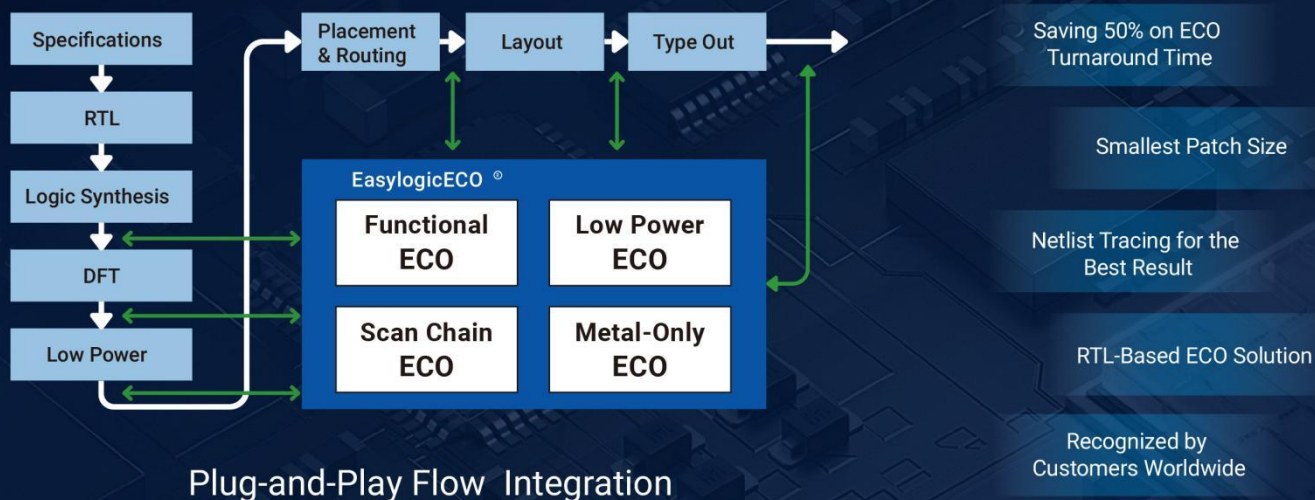 Specifications
RTL
Logic Synthesis
DFT
Low Power
Placement
& Routing
Layout
Type Out
EasylogicECO ®
Functional
ECO
Low Power
ECO
Scan Chain
ECO
Metal-Only
ECO
Plug-and-Play Flow Integration
Saving 50% on ECO
Turnaround Time
Smallest Patch Size
Netlist Tracing for the
Best Result
RTL-Based ECO Solution
Recognized by
Customers Worldwide